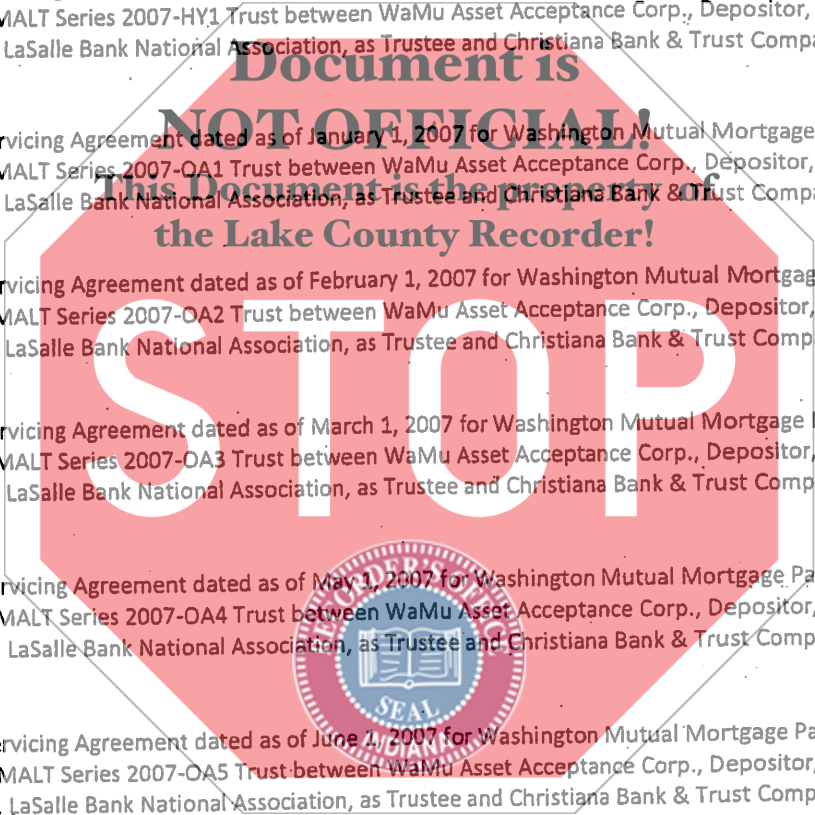 MALT Series 2007-HY1 Trust between WaMu Asset Acceptance Corp., Depositor,
LaSalle Bank National Association, as Trustee and Christiana Bank & Trust Compa
Document is
NOT OFFICIAL!
rvicing Agreement dated as of January 1, 2007 for Washington Mutual Mortgage
MALT Series 2007-OA1 Trust between WaMu Asset Acceptance Corp., Depositor,
This Document is the property of
LaSalle Bank National Association, as Trustee and Christiana Bank & Trust Compa
the Lake County Recorder!
rvicing Agreement dated as of February 1, 2007 for Washington Mutual Mortgag
MALT Series 2007-OA2 Trust between WaMu Asset Acceptance Corp., Depositor,
LaSalle Bank National Association, as Trustee and Christiana Bank & Trust Comp
STOP
rvicing Agreement dated as of March 1, 2007 for Washington Mutual Mortgage
MALT Series 2007-OA3 Trust between WaMu Asset Acceptance Corp., Depositor,
LaSalle Bank National Association, as Trustee and Christiana Bank & Trust Comp
rvicing Agreement dated as of May 1, 2007 for Washington Mutual Mortgage Pa
MALT Series 2007-OA4 Trust between WaMu Asset Acceptance Corp., Depositor,
LaSalle Bank National Association, as Trustee and Christiana Bank & Trust Comp
SEAL
INDIANA
rvicing Agreement dated as of June 1, 2007 for Washington Mutual Mortgage Pa
MALT Series 2007-OA5 Trust between WaMu Asset Acceptance Corp., Depositor,
LaSalle Bank National Association, as Trustee and Christiana Bank & Trust Comp